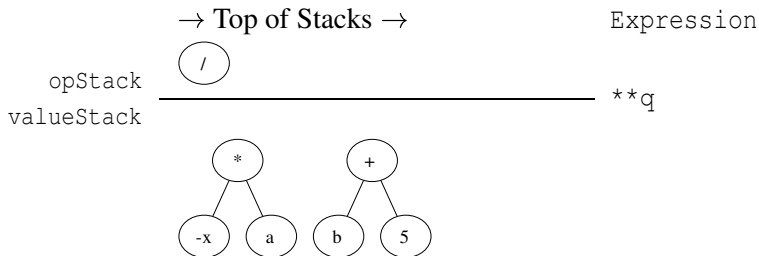 → Top of Stacks → Expression
/
opStack
**q
valueStack
* +
-x a b 5